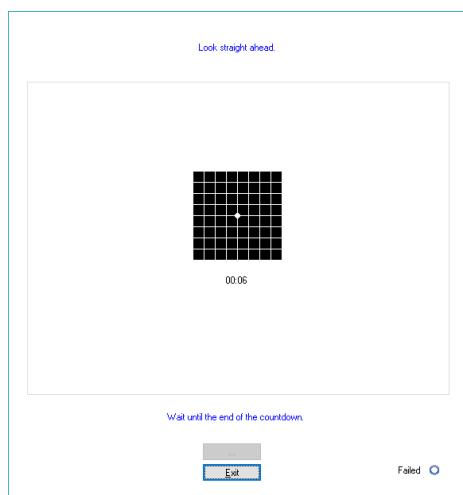 Look straight ahead.
00:06
Wait until the end of the countdown.
...
Exit
Failed